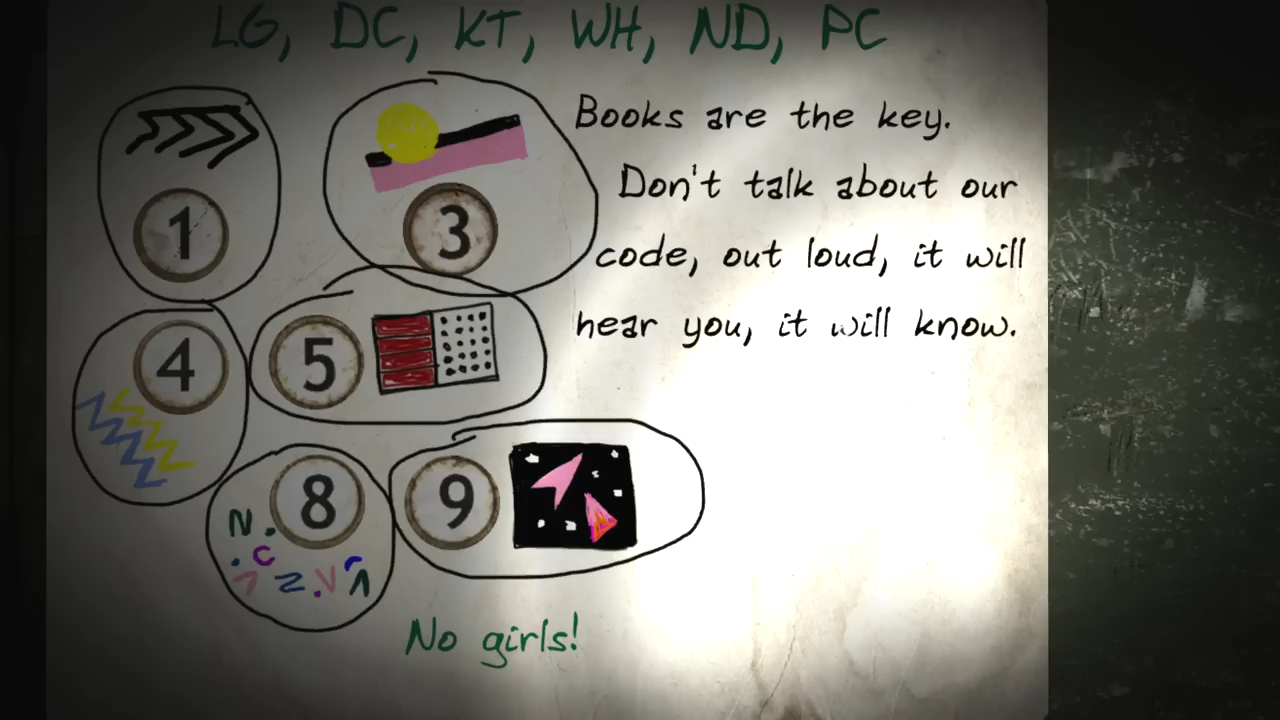 LG, DC, KT, WH, ND, PC
Books are the key.
Don't talk about our
code, out loud, it will
hear you, it will know.
1
3
4
5
8
9
N.
C
Z
V
No girls!